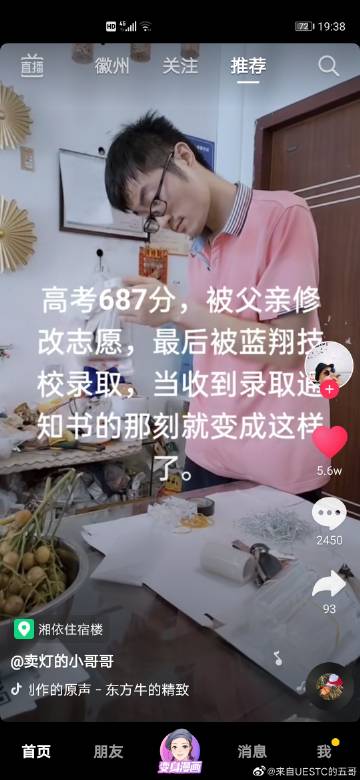 HD 4G 72 19:38
直播 徽州 关注 推荐
高考687分，被父亲修
改志愿，最后被蓝翔技
校录取，当收到录取通
知书的那刻就变成这样
了。
5.6w
2450
93
湘依住宿楼
@卖灯的小哥哥
创作的原声 - 东方牛的精致
首页 朋友 变身漫画 消息 我
@来自UESTC的五哥